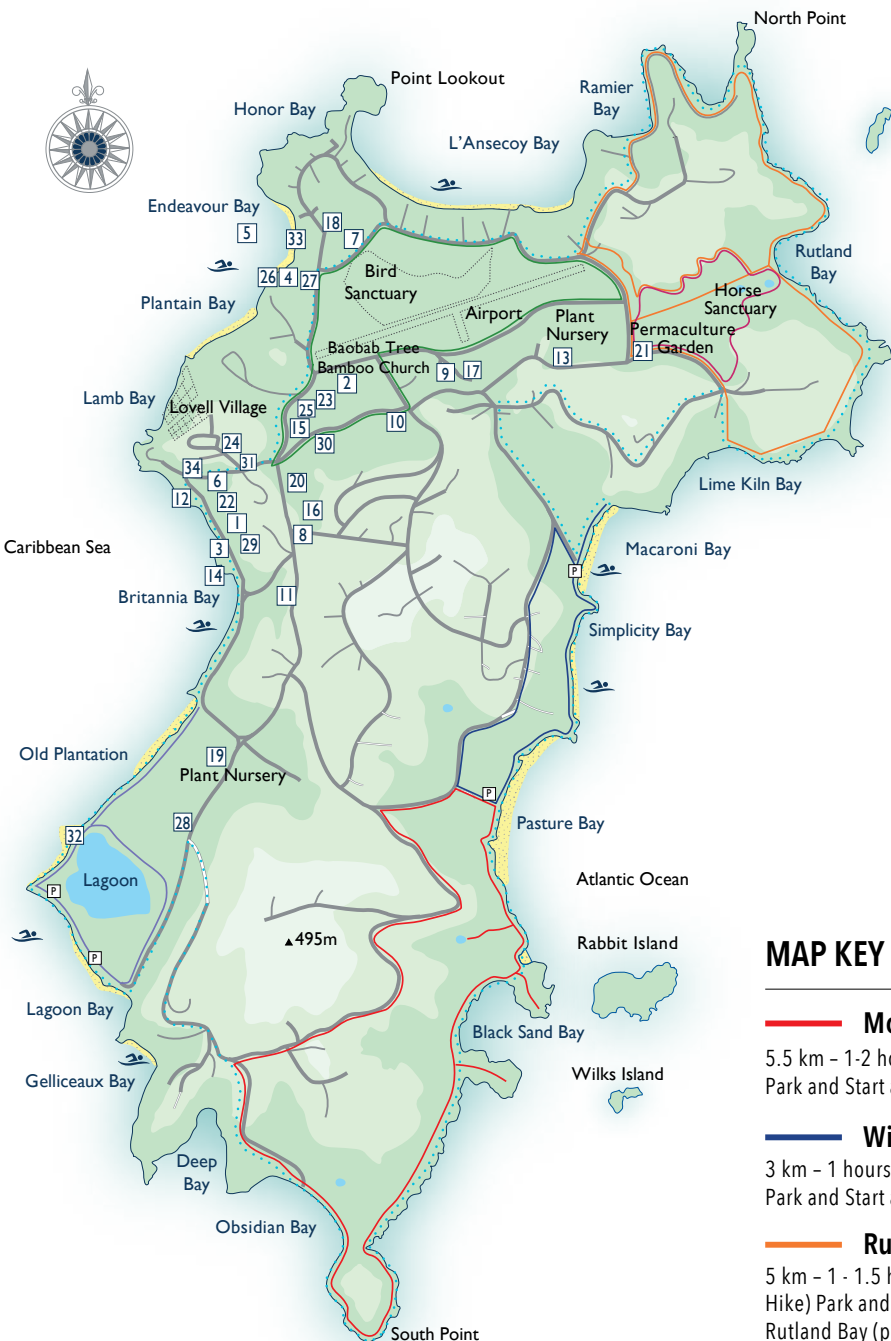 North Point
Point Lookout
Ramier
Bay
Honor Bay
L'Ansecoy Bay
Endeavour Bay
18
5
33
7
Rutland
Bay
26
4
27
Bird
Sanctuary
Plantain Bay
Horse
Sanctuary
Airport
Plant
Nursery
Permaculture
Garden
Baobab Tree
Bamboo Church
21
13
9
17
2
Lamb Bay
23
25
Lovell Village
10
15
30
24
31
34
6
20
Lime Kiln Bay
12
22
16
1
8
Caribbean Sea
29
3
Macaroni Bay
P
14
Britannia Bay
11
Simplicity Bay
Old Plantation
19
Plant Nursery
P
28
Pasture Bay
32
Lagoon
P
Atlantic Ocean
495m
Rabbit Island
P
MAP KEY
Lagoon Bay
Black Sand Bay
Mo
5.5 km – 1-2 ho
Park and Start a
Gelliceaux Bay
Wilks Island
Wi
3 km – 1 hours
Park and Start a
Deep
Bay
Obsidian Bay
Ru
5 km – 1 - 1.5 h
Hike) Park and
Rutland Bay (p
South Point